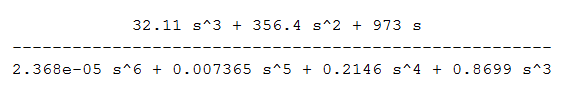 32.11 s^3 + 356.4 s^2 + 973 s
------------------------------------------------------
2.368e-05 s^6 + 0.007365 s^5 + 0.2146 s^4 + 0.8699 s^3